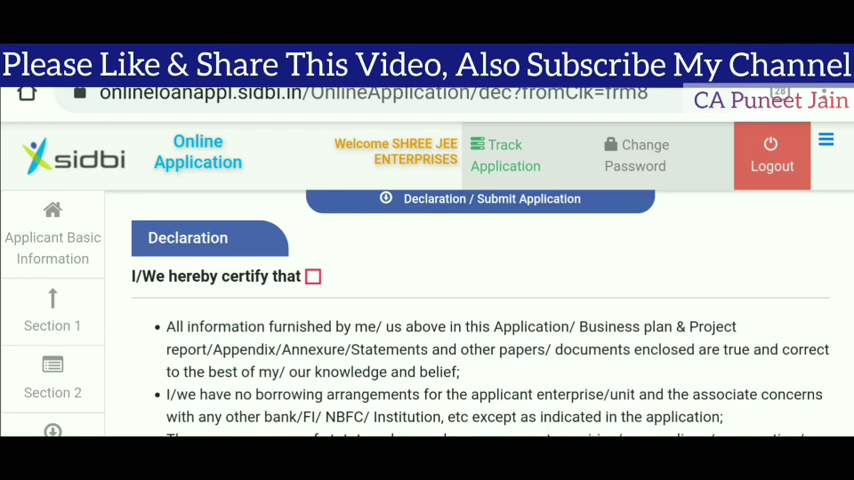 Please Like & Share This Video, Also Subscribe My Channel
onlineloanappl.sidbi.in/OnlineApplication/dec?fromClk=frm8
28
CA Puneet Jain
sidbi
Online
Application
Welcome SHREE JEE
ENTERPRISES
Track
Application
Change
Password
Logout
Declaration / Submit Application
Applicant Basic
Information
Section 1
Section 2
Declaration
I/We hereby certify that
• All information furnished by me/ us above in this Application/ Business plan & Project
report/Appendix/Annexure/Statements and other papers/ documents enclosed are true and correct
to the best of my/ our knowledge and belief;
• I/we have no borrowing arrangements for the applicant enterprise/unit and the associate concerns
with any other bank/FI/ NBFC/ Institution, etc except as indicated in the application;